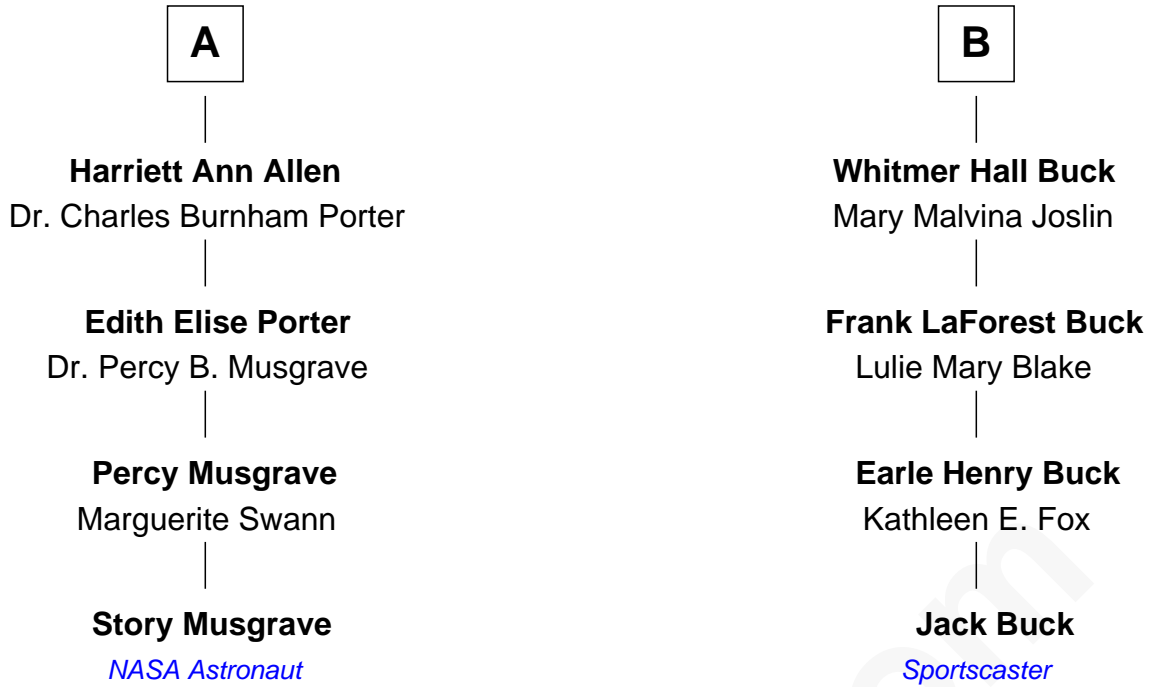 A
Harriett Ann Allen
Dr. Charles Burnham Porter
Edith Elise Porter
Dr. Percy B. Musgrave
Percy Musgrave
Marguerite Swann
Story Musgrave
NASA Astronaut
B
Whitmer Hall Buck
Mary Malvina Joslin
Frank LaForest Buck
Lulie Mary Blake
Earle Henry Buck
Kathleen E. Fox
Jack Buck
Sportscaster
om